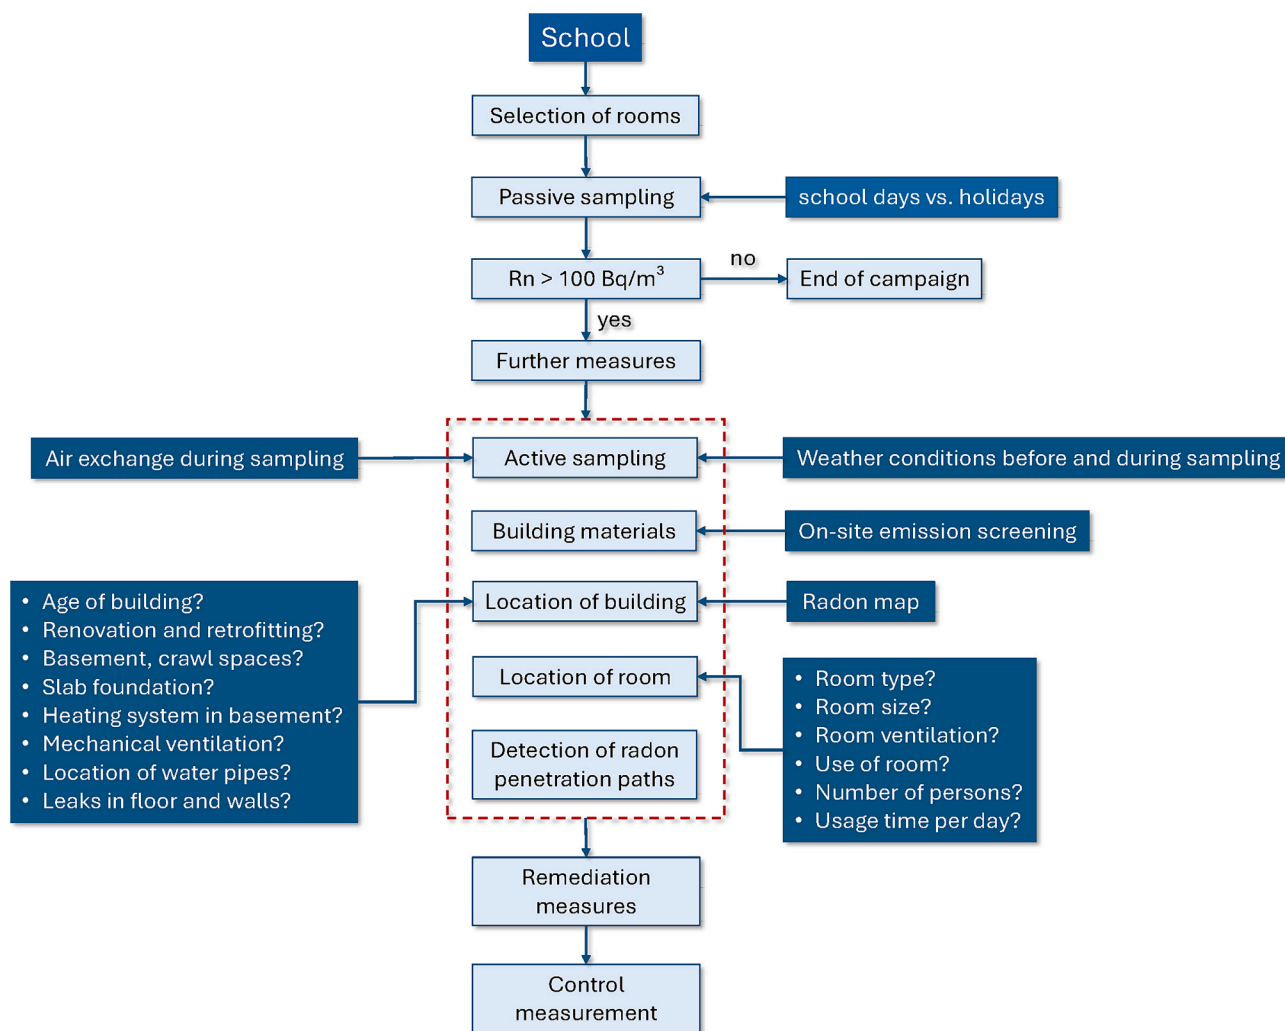 School
Selection of rooms
Passive sampling
school days vs. holidays
Rn > 100 Bq/m³
no
End of campaign
yes
Further measures
Air exchange during sampling
Active sampling
Weather conditions before and during sampling
Building materials
On-site emission screening
• Age of building?
• Renovation and retrofitting?
• Basement, crawl spaces?
• Slab foundation?
• Heating system in basement?
• Mechanical ventilation?
• Location of water pipes?
• Leaks in floor and walls?
Location of building
Radon map
Location of room
• Room type?
• Room size?
• Room ventilation?
• Use of room?
• Number of persons?
• Usage time per day?
Detection of radon
penetration paths
Remediation
measures
Control
measurement